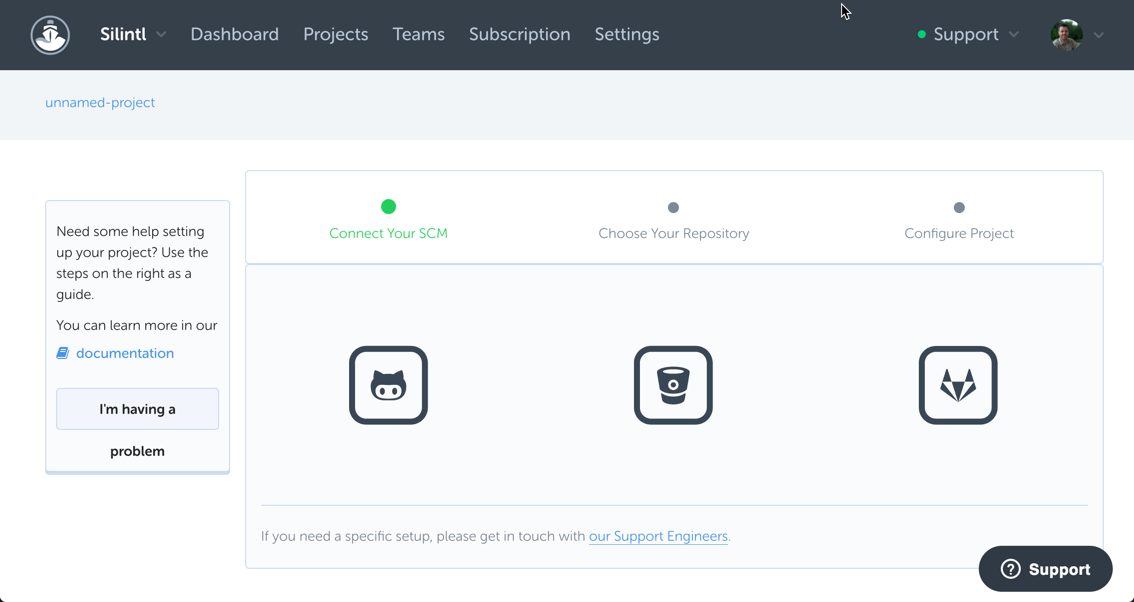 Silintl Dashboard Projects Teams Subscription Settings Support
unnamed-project
Need some help setting
up your project? Use the
steps on the right as a
guide.
You can learn more in our
documentation
I'm having a
problem
Connect Your SCM
Choose Your Repository
Configure Project
If you need a specific setup, please get in touch with our Support Engineers.
Support